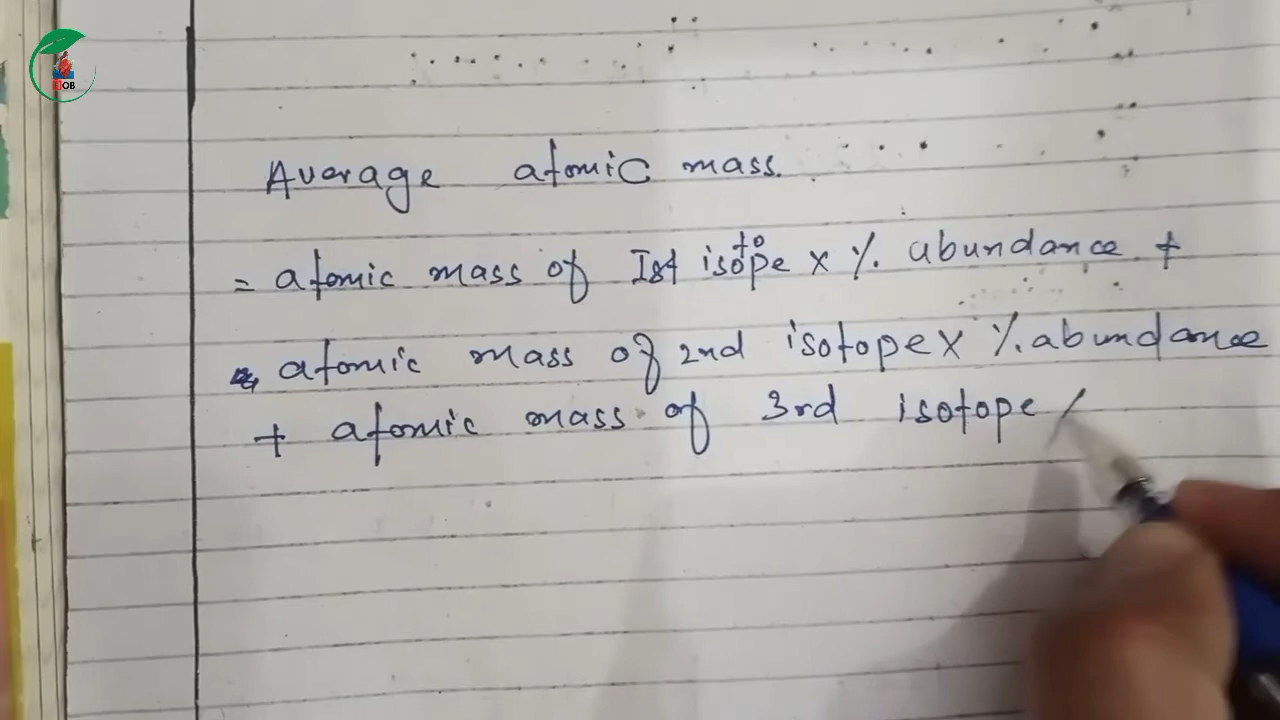 Average atomic mass.
= atomic mass of Ist isotope x % abundance +
atomic mass of 2nd isotope x % abundance
+ atomic mass of 3rd isotope /